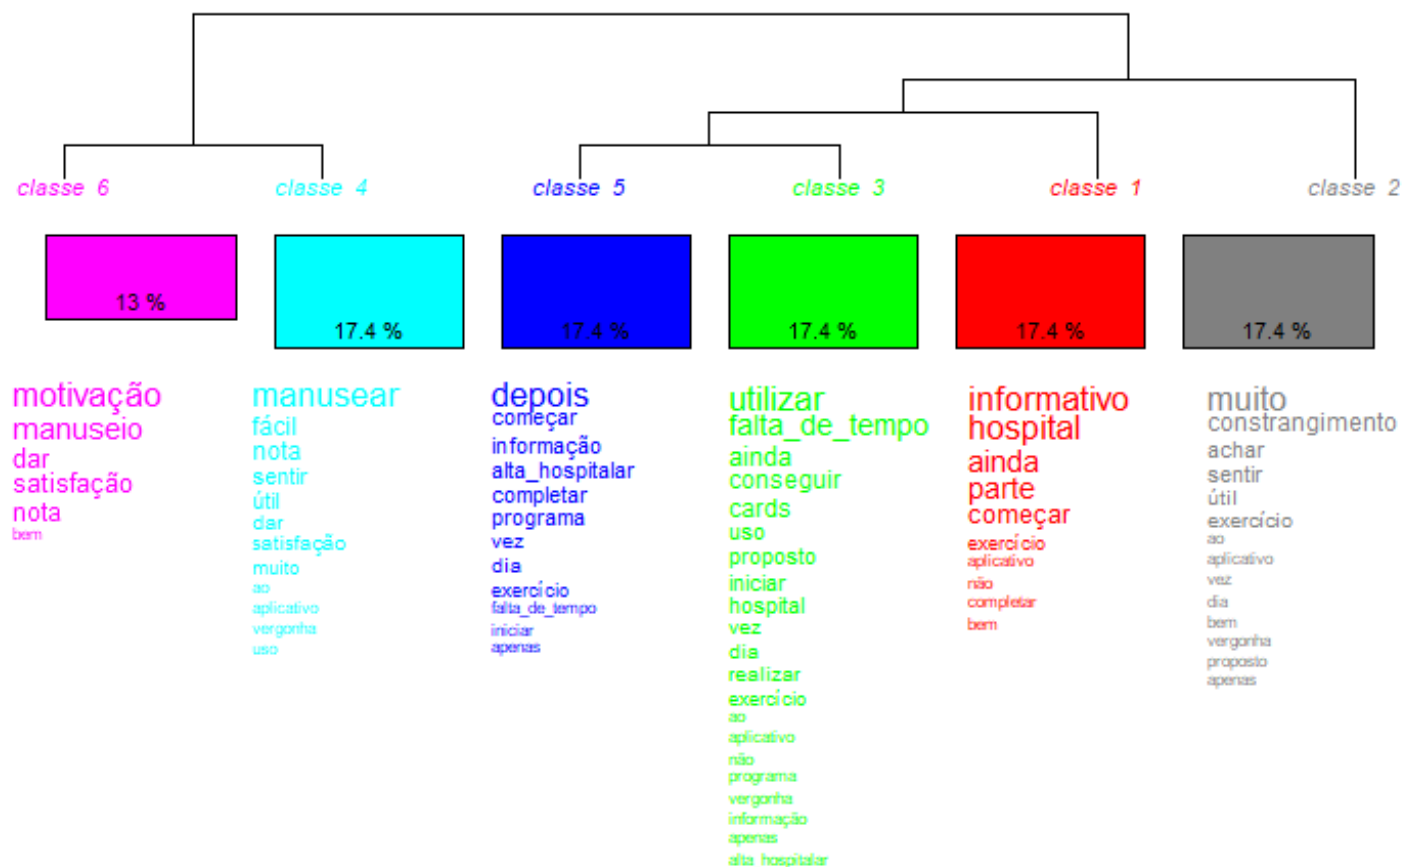 classe 6
classe 4
classe 5
classe 3
classe 1
classe 2
13 %
17.4 %
17.4 %
17.4 %
17.4 %
17.4 %
motivação
manuseio
dar
satisfação
nota
bem
manusear
fácil
nota
sentir
útil
dar
satisfação
muito
ao
aplicativo
vergonha
uso
depois
começar
informação
alta_hospitalar
completar
programa
vez
dia
exercício
falta_de_tempo
iniciar
apenas
utilizar
falta_de_tempo
ainda
conseguir
cards
uso
proposto
iniciar
hospital
vez
dia
realizar
exercício
ao
aplicativo
não
programa
vergonha
informação
apenas
alta_hospitalar
informativo
hospital
ainda
parte
começar
exercício
aplicativo
não
completar
bem
muito
constrangimento
achar
sentir
útil
exercício
ao
aplicativo
vez
dia
bem
vergonha
proposto
apenas